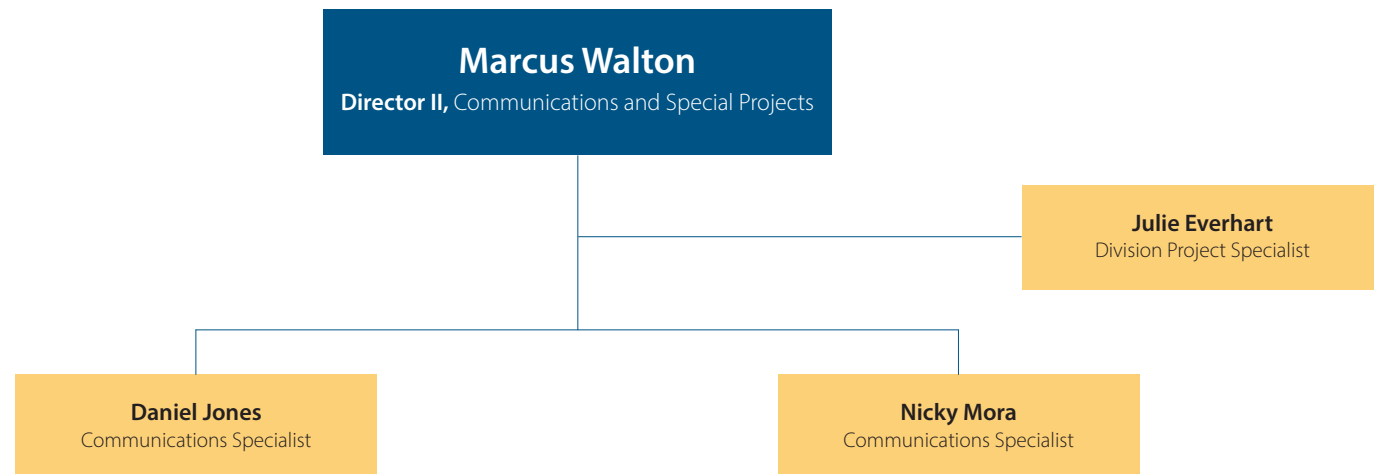 Marcus Walton
Director II, Communications and Special Projects
Julie Everhart
Division Project Specialist
Daniel Jones
Communications Specialist
Nicky Mora
Communications Specialist